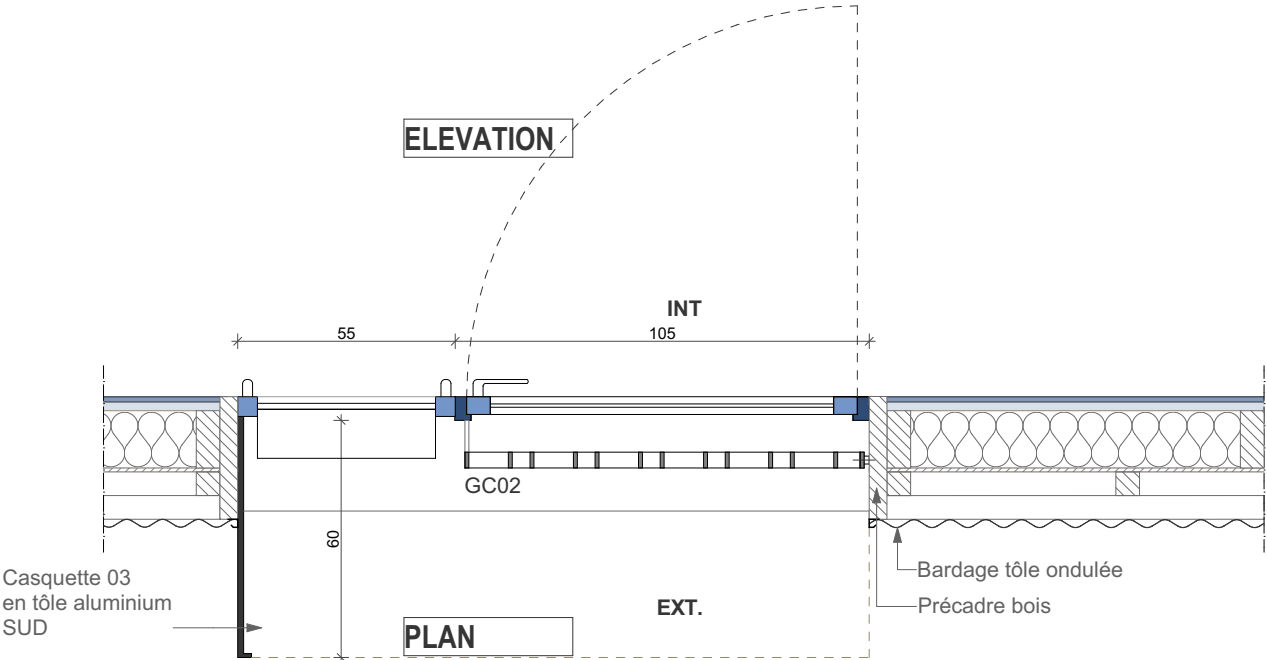 ELEVATION
INT
55
105
GC02
60
Casquette 03
en tôle aluminium
SUD
EXT.
PLAN
Bardage tôle ondulée
Précadre bois